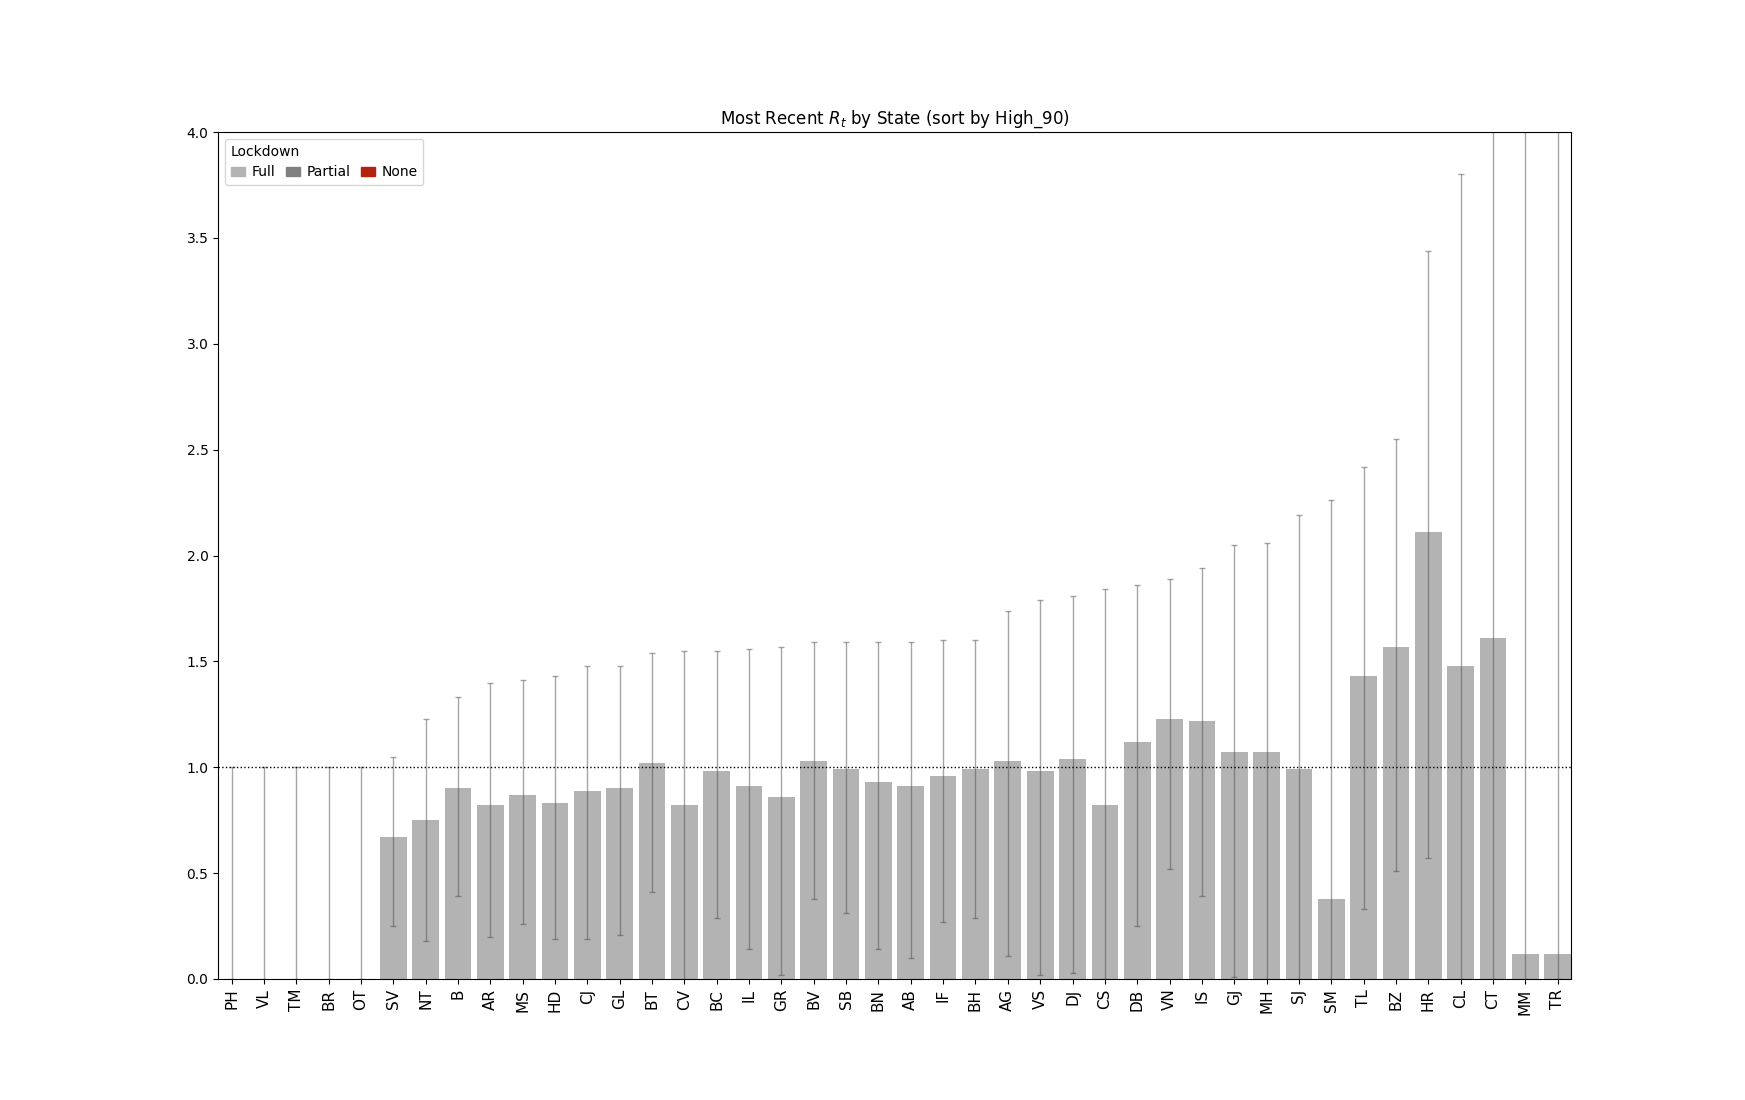 Most Recent R_t by State (sort by High_90)
Lockdown
Full Partial None
4.0
3.5
3.0
2.5
2.0
1.5
1.0
0.5
0.0
PH VL TM BR OT SV NT B AR MS HD CJ GL BT CV BC IL GR BV SB BN AB IF BH AG VS DJ CS DB VN IS GJ MH SJ SM TL BZ HR CL CT MM TR